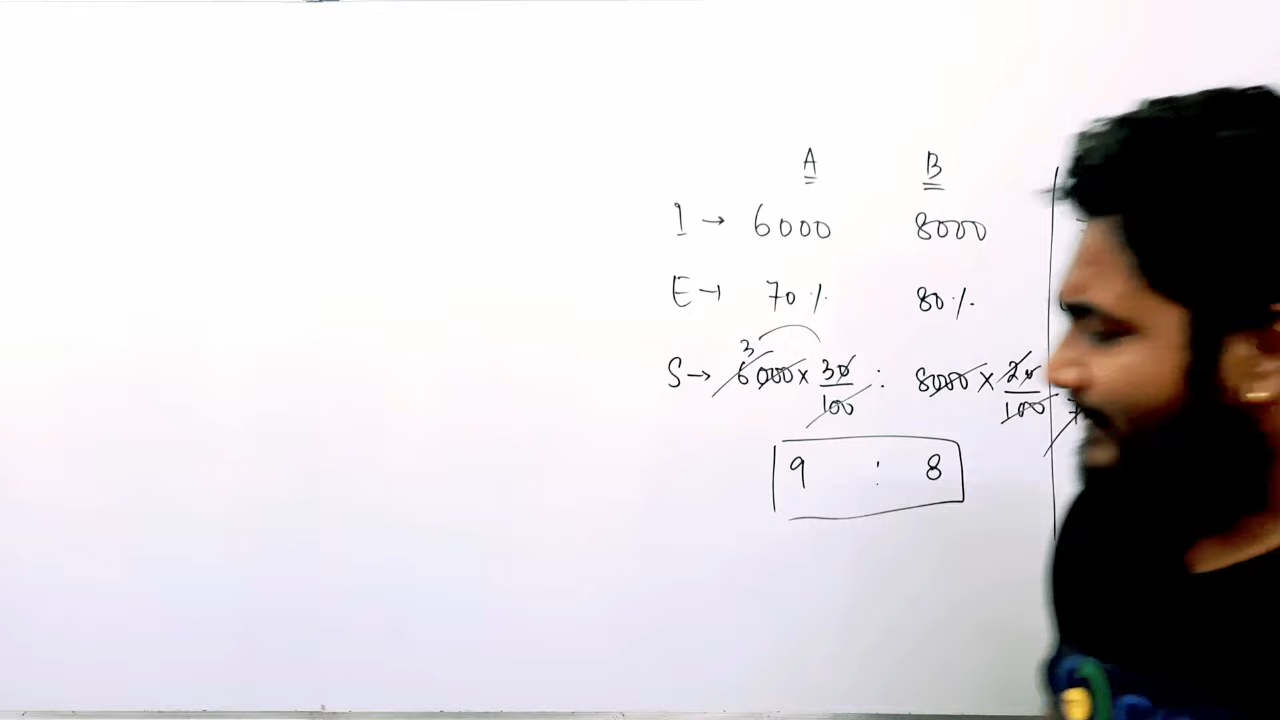 A B
I → 6000 8000
E → 70% 80%
3
S → 6000 × 30/100 : 8000 × 20/100
9 : 8